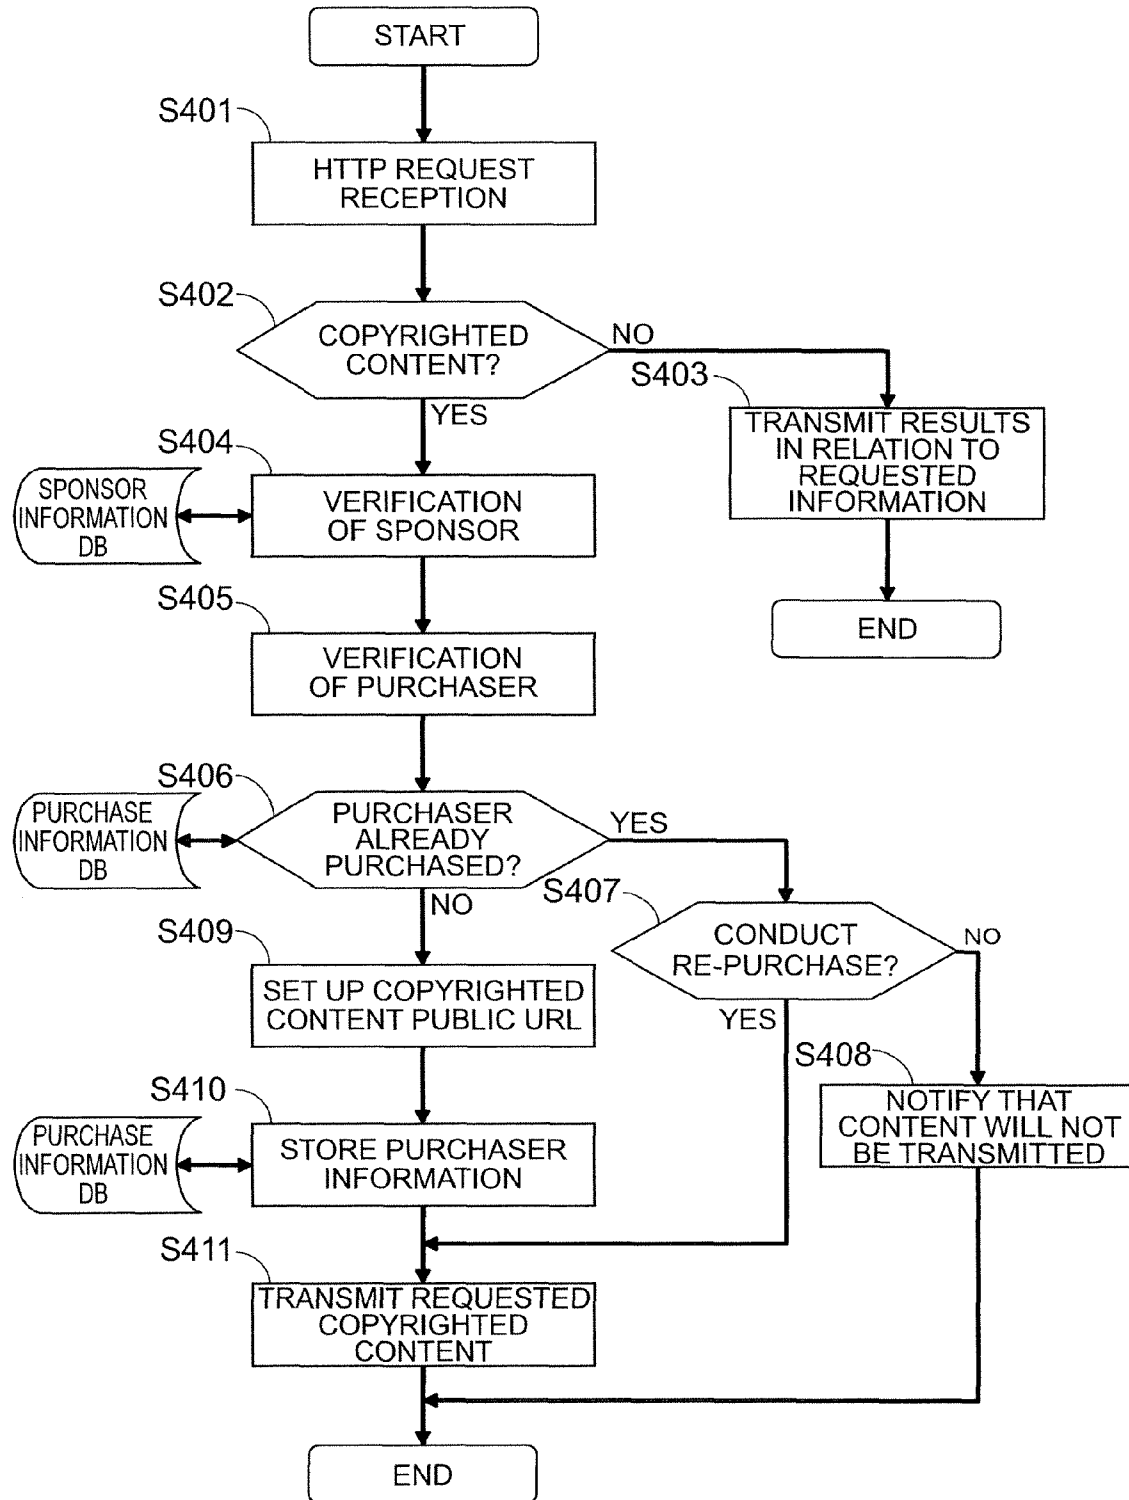 START
S401
HTTP REQUEST
RECEPTION
S402
COPYRIGHTED
CONTENT?
NO
YES
S403
TRANSMIT RESULTS
IN RELATION TO
REQUESTED
INFORMATION
END
S404
SPONSOR
INFORMATION
DB
VERIFICATION
OF SPONSOR
S405
VERIFICATION
OF PURCHASER
S406
PURCHASE
INFORMATION
DB
PURCHASER
ALREADY
PURCHASED?
YES
NO
S407
CONDUCT
RE-PURCHASE?
NO
YES
S408
NOTIFY THAT
CONTENT WILL NOT
BE TRANSMITTED
S409
SET UP COPYRIGHTED
CONTENT PUBLIC URL
S410
PURCHASE
INFORMATION
DB
STORE PURCHASER
INFORMATION
S411
TRANSMIT REQUESTED
COPYRIGHTED
CONTENT
END